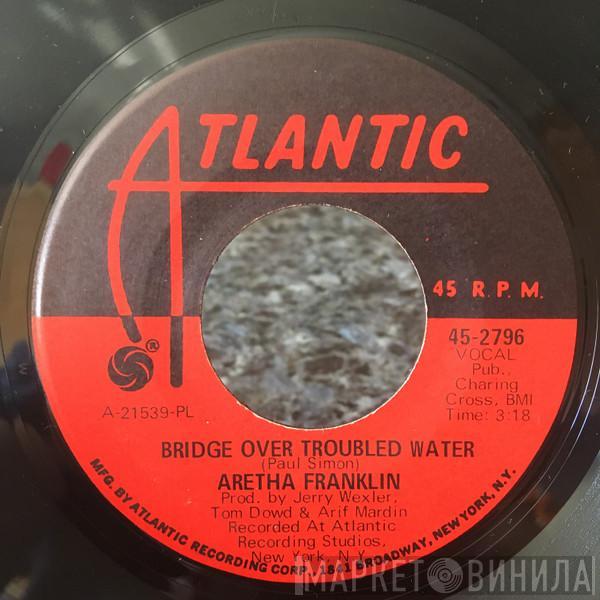 ATLANTIC
45 R.P.M.
®
45-2796
VOCAL
Pub.,
Charing
Cross, BMI
Time: 3:18
A-21539-PL
BRIDGE OVER TROUBLED WATER
(Paul Simon)
ARETHA FRANKLIN
Prod. by Jerry Wexler,
Tom Dowd & Arif Mardin
Recorded At Atlantic
Recording Studios,
New York, N.Y.
MFG. BY ATLANTIC RECORDING CORP., 1841 BROADWAY, NEW YORK, N.Y.
МАРКЕТ ВИНИЛА